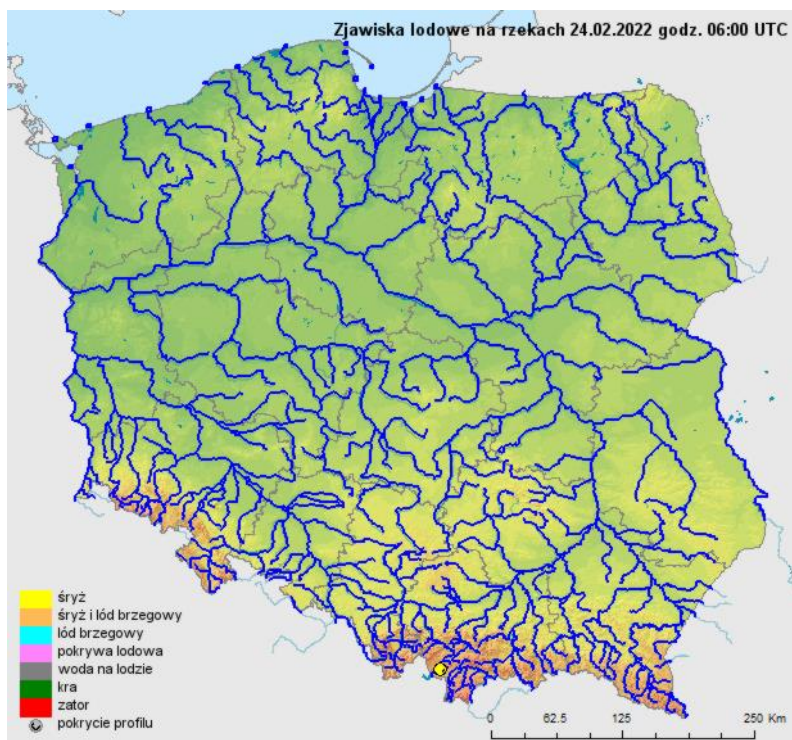 Zjawiska lodowe na rzekach 24.02.2022 godz. 06:00 UTC
śryż
śryż i lód brzegowy
lód brzegowy
pokrywa lodowa
woda na lodzie
kra
zator
pokrycie profilu
0 62.5 125 250 Km